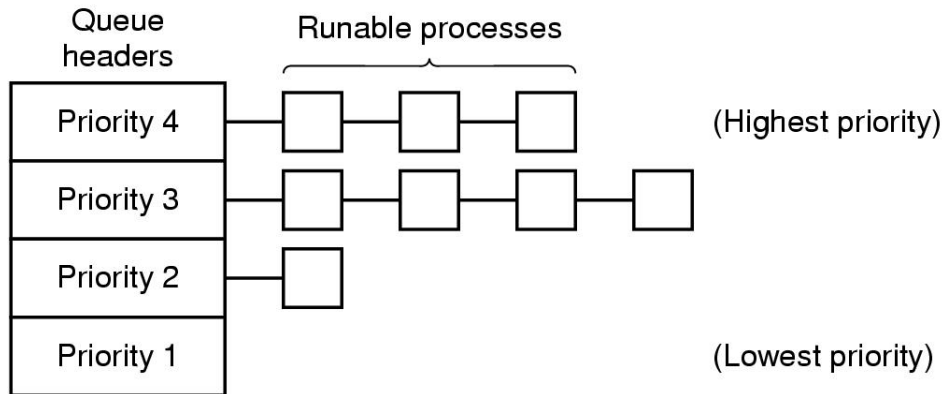 Queue
headers
Runable processes
Priority 4
(Highest priority)
Priority 3
Priority 2
Priority 1
(Lowest priority)